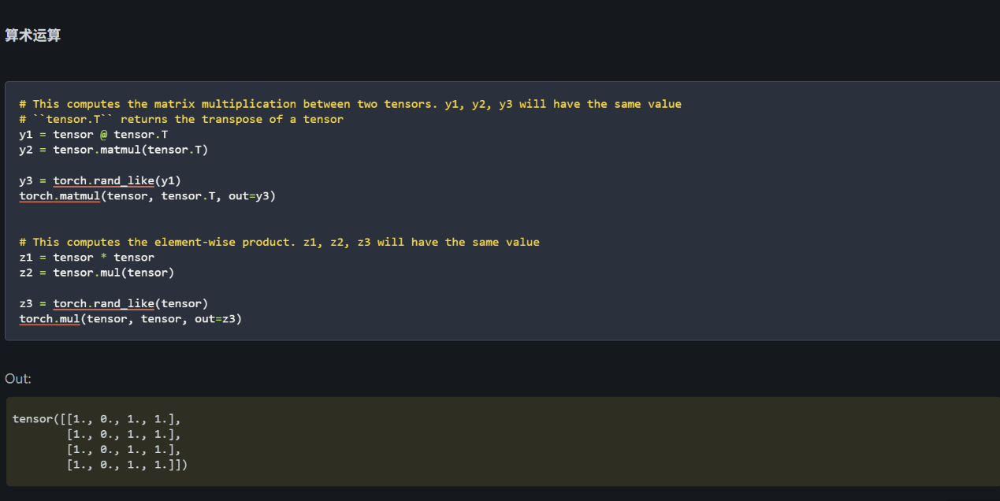 算术运算
# This computes the matrix multiplication between two tensors. y1, y2, y3 will have the same value
# ``tensor.T`` returns the transpose of a tensor
y1 = tensor @ tensor.T
y2 = tensor.matmul(tensor.T)
y3 = torch.rand_like(y1)
torch.matmul(tensor, tensor.T, out=y3)
# This computes the element-wise product. z1, z2, z3 will have the same value
z1 = tensor * tensor
z2 = tensor.mul(tensor)
z3 = torch.rand_like(tensor)
torch.mul(tensor, tensor, out=z3)
Out:
tensor([[1., 0., 1., 1.],
        [1., 0., 1., 1.],
        [1., 0., 1., 1.],
        [1., 0., 1., 1.]])